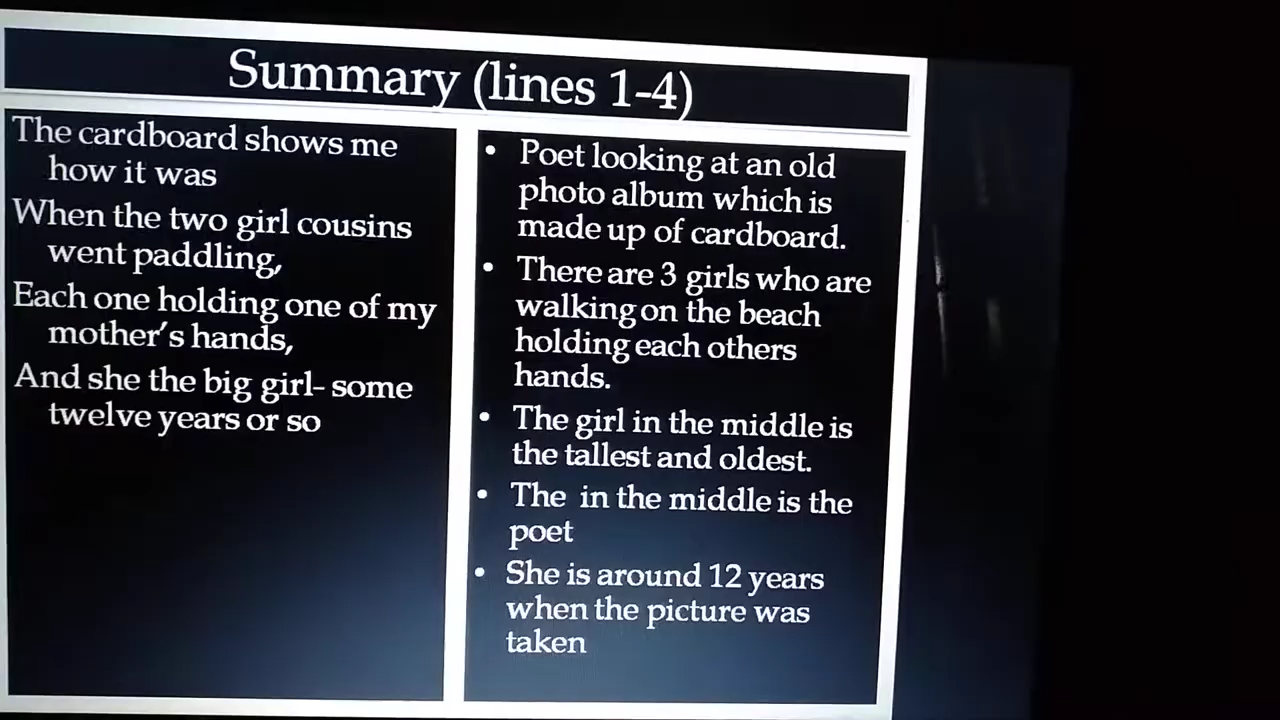 Summary (lines 1-4)
The cardboard shows me
how it was
When the two girl cousins
went paddling,
Each one holding one of my
mother's hands,
And she the big girl- some
twelve years or so
• Poet looking at an old
photo album which is
made up of cardboard.
• There are 3 girls who are
walking on the beach
holding each others
hands.
• The girl in the middle is
the tallest and oldest.
• The in the middle is the
poet
• She is around 12 years
when the picture was
taken